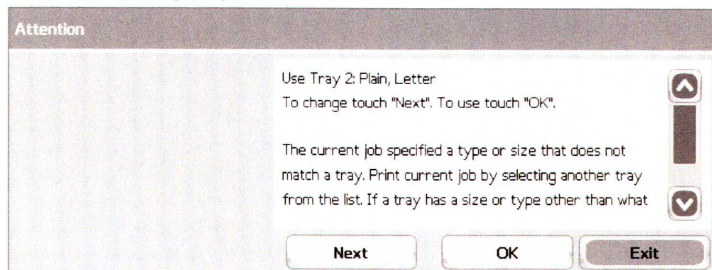 Attention
Use Tray 2: Plain, Letter
To change touch "Next". To use touch "OK".
The current job specified a type or size that does not
match a tray. Print current job by selecting another tray
from the list. If a tray has a size or type other than what
Next
OK
Exit